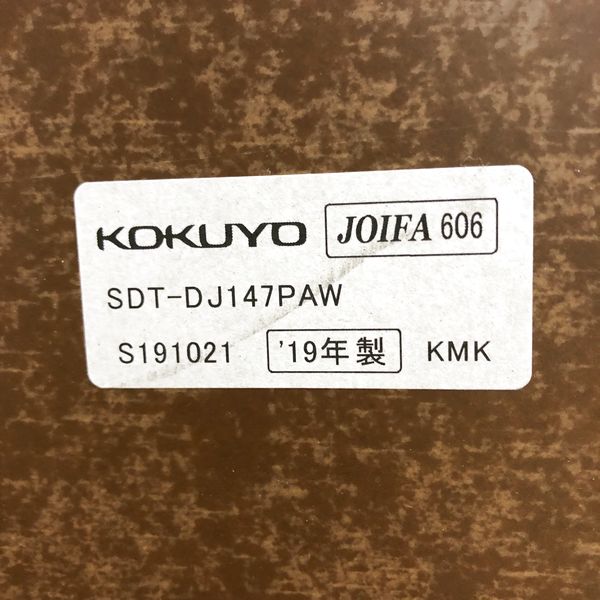 KOKUYO JOIFA 606
SDT-DJ147PAW
S191021 '19年製 KMK